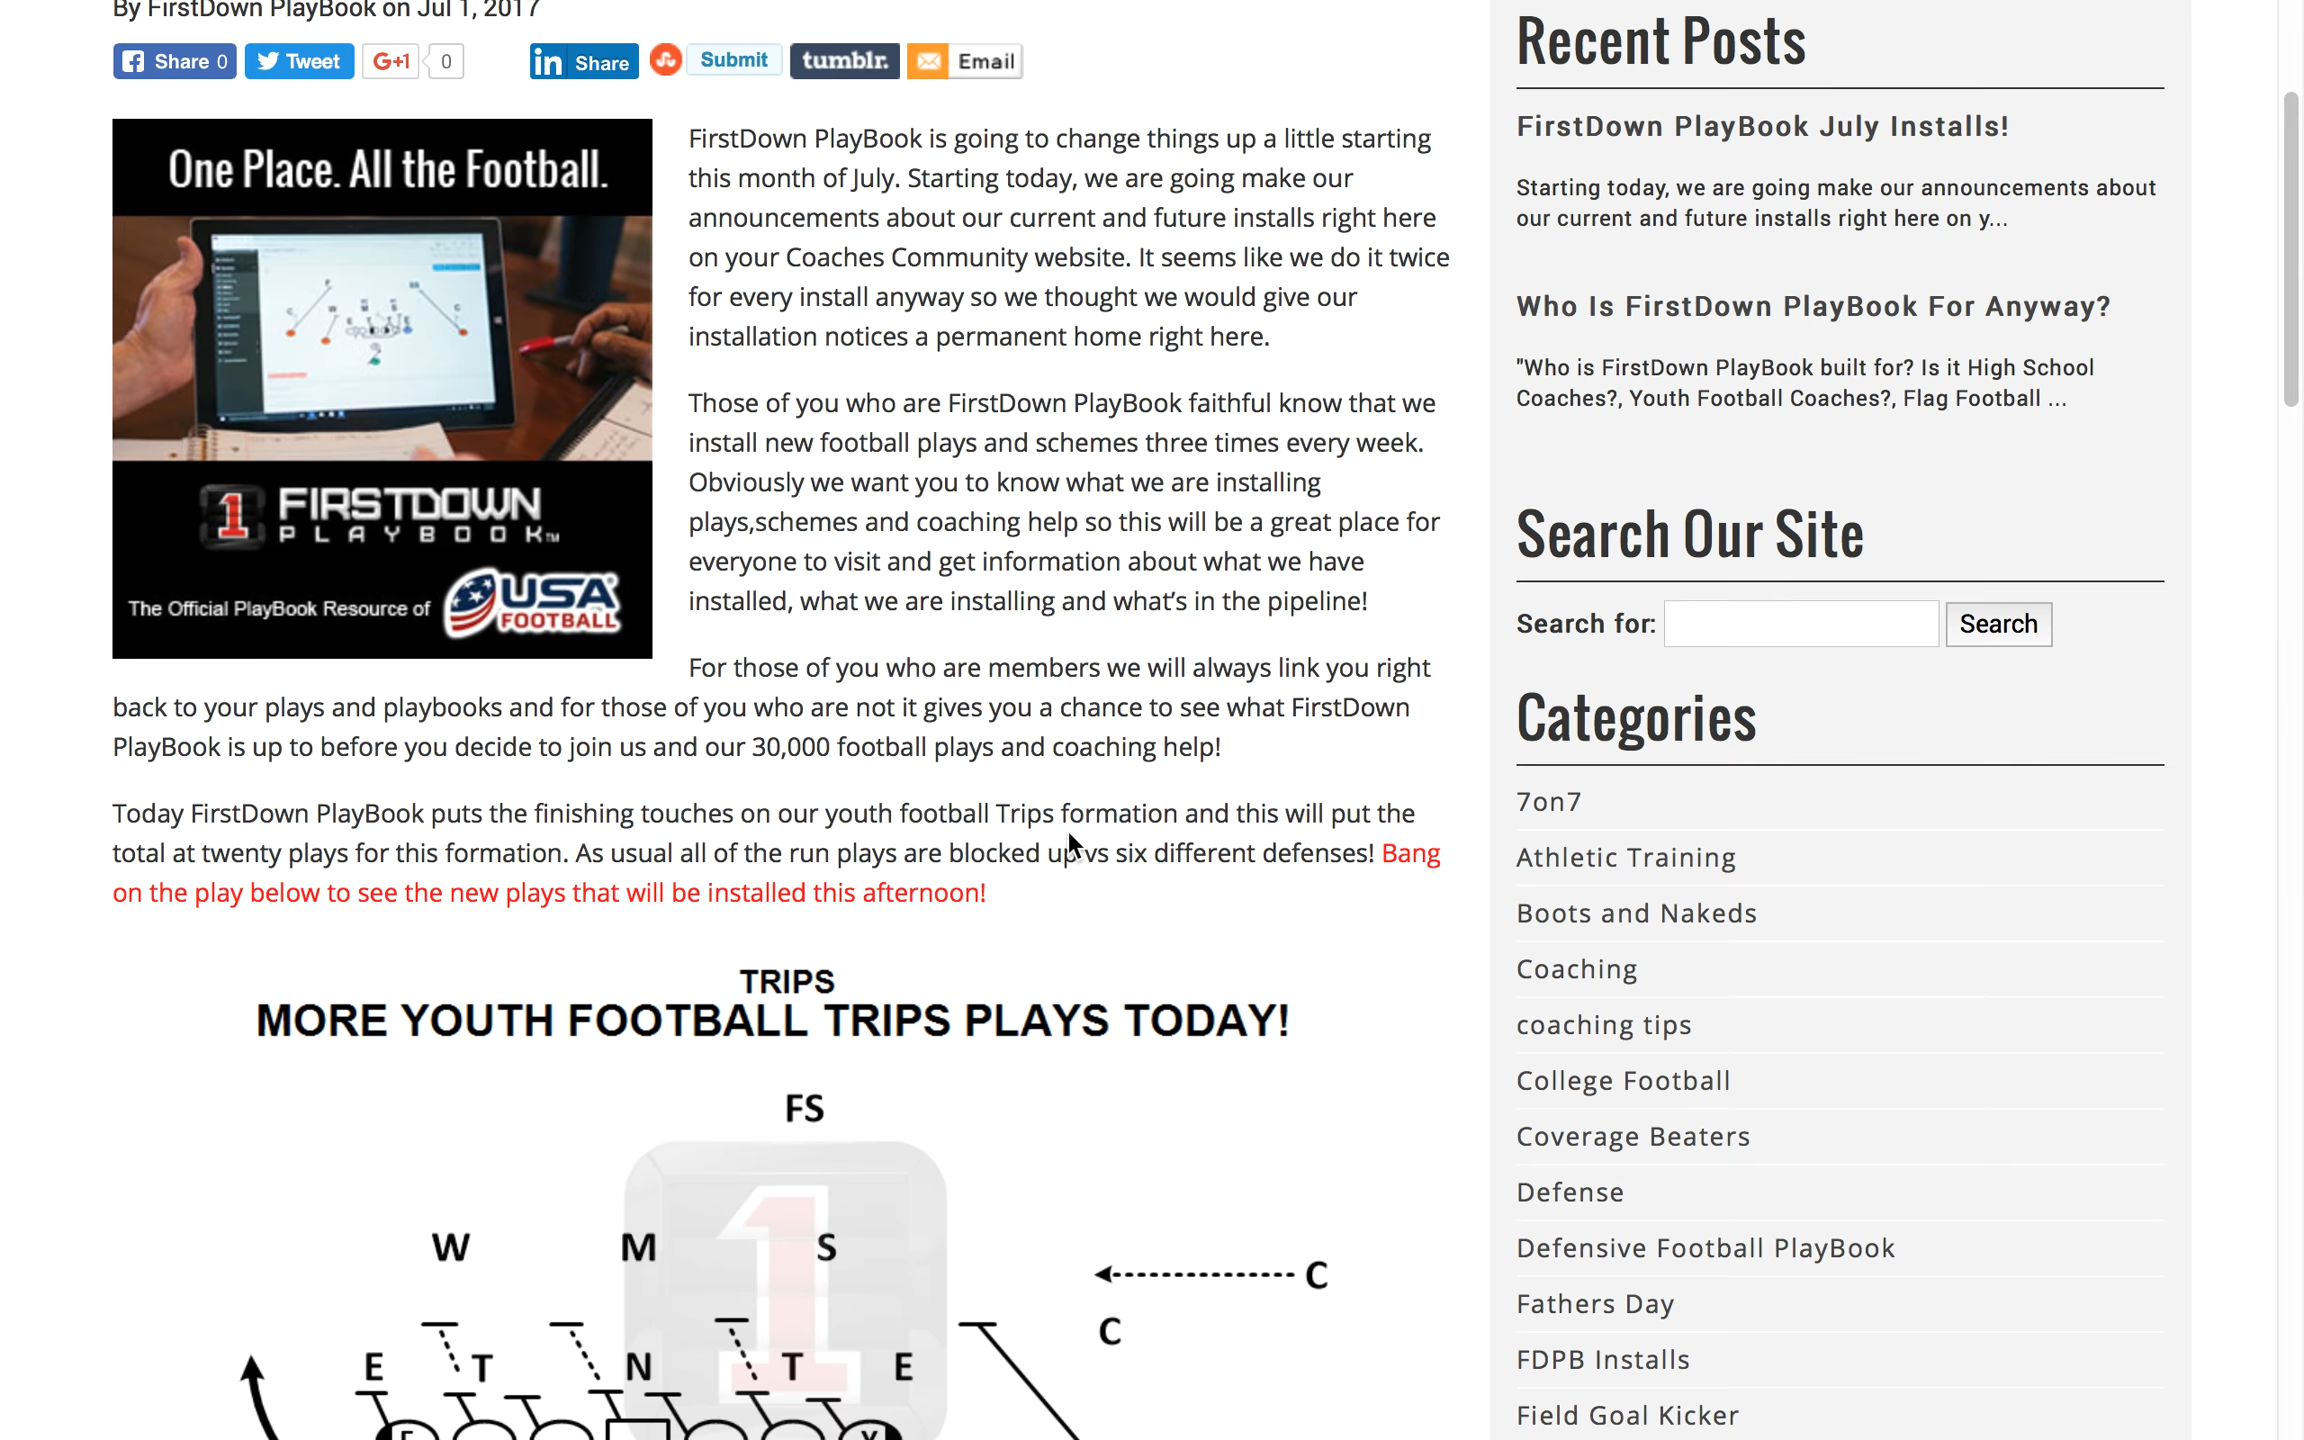 By FirstDown PlayBook on Jul 1, 2017
Share 0
Tweet
G+1
0
in Share
Submit
tumblr.
Email
One Place. All the Football.
1 FIRSTDOWN
PLAYBOOK TM
The Official PlayBook Resource of
USA
FOOTBALL
FirstDown PlayBook is going to change things up a little starting
this month of July. Starting today, we are going make our
announcements about our current and future installs right here
on your Coaches Community website. It seems like we do it twice
for every install anyway so we thought we would give our
installation notices a permanent home right here.
Those of you who are FirstDown PlayBook faithful know that we
install new football plays and schemes three times every week.
Obviously we want you to know what we are installing
plays,schemes and coaching help so this will be a great place for
everyone to visit and get information about what we have
installed, what we are installing and what's in the pipeline!
For those of you who are members we will always link you right
back to your plays and playbooks and for those of you who are not it gives you a chance to see what FirstDown
PlayBook is up to before you decide to join us and our 30,000 football plays and coaching help!
Today FirstDown PlayBook puts the finishing touches on our youth football Trips formation and this will put the
total at twenty plays for this formation. As usual all of the run plays are blocked up vs six different defenses! Bang
on the play below to see the new plays that will be installed this afternoon!
TRIPS
MORE YOUTH FOOTBALL TRIPS PLAYS TODAY!
FS
1
W M S
C
C
E T N T E
Recent Posts
FirstDown PlayBook July Installs!
Starting today, we are going make our announcements about
our current and future installs right here on y...
Who Is FirstDown PlayBook For Anyway?
"Who is FirstDown PlayBook built for? Is it High School
Coaches?, Youth Football Coaches?, Flag Football ...
Search Our Site
Search for:
Search
Categories
7on7
Athletic Training
Boots and Nakeds
Coaching
coaching tips
College Football
Coverage Beaters
Defense
Defensive Football PlayBook
Fathers Day
FDPB Installs
Field Goal Kicker